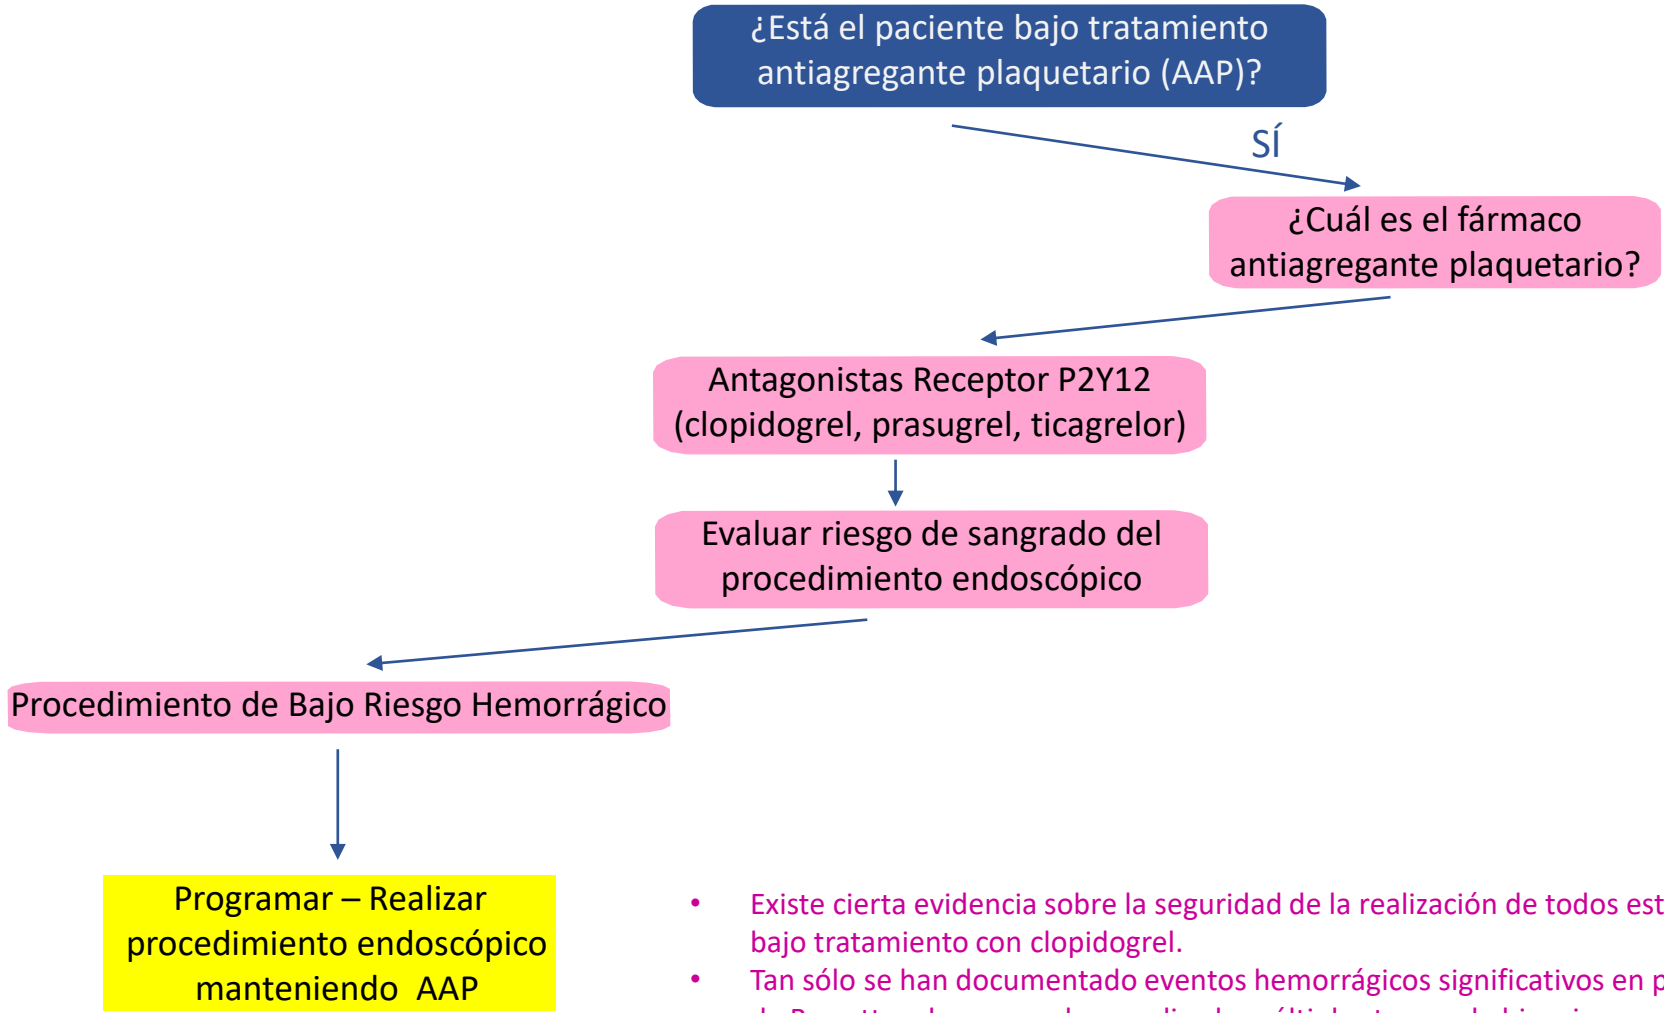 ¿Está el paciente bajo tratamiento
antiagregante plaquetario (AAP)?
SÍ
¿Cuál es el fármaco
antiagregante plaquetario?
Antagonistas Receptor P2Y12
(clopidogrel, prasugrel, ticagrelor)
Evaluar riesgo de sangrado del
procedimiento endoscópico
Procedimiento de Bajo Riesgo Hemorrágico
Programar – Realizar
procedimiento endoscópico
manteniendo AAP
• Existe cierta evidencia sobre la seguridad de la realización de todos est
bajo tratamiento con clopidogrel.
• Tan sólo se han documentado eventos hemorrágicos significativos en p